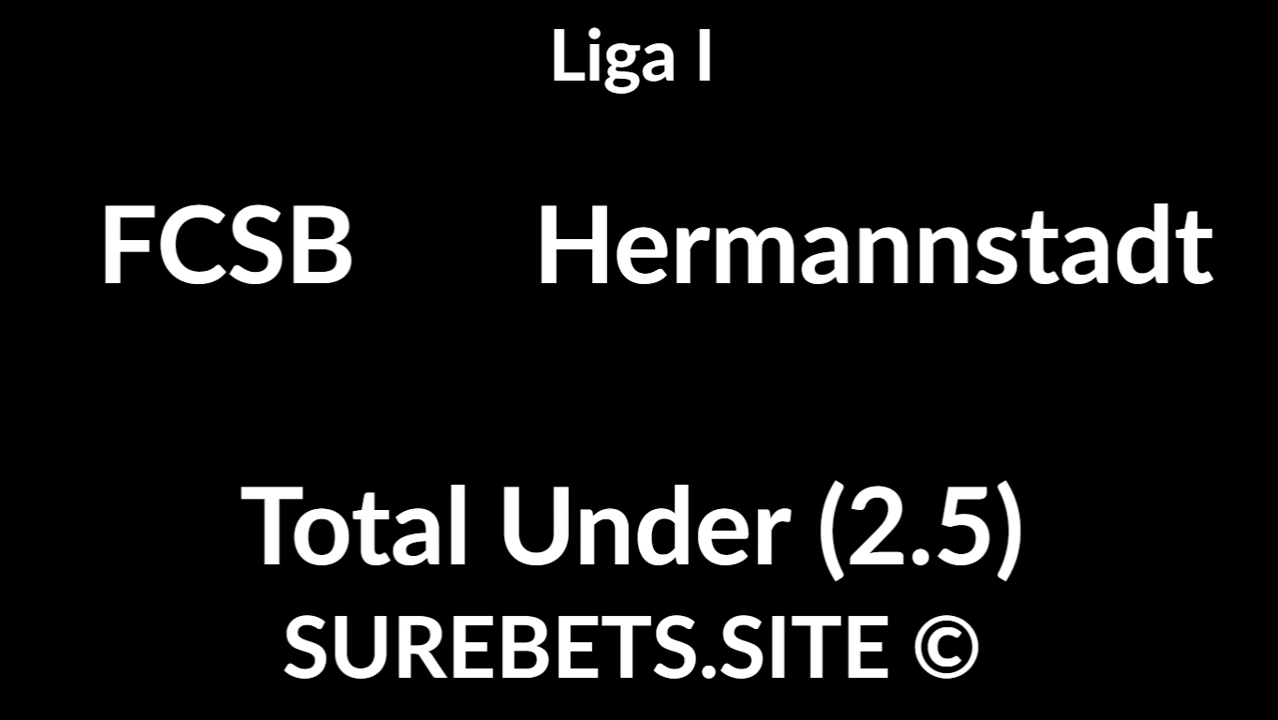 Liga I
FCSB Hermannstadt
Total Under (2.5)
SUREBETS.SITE ©